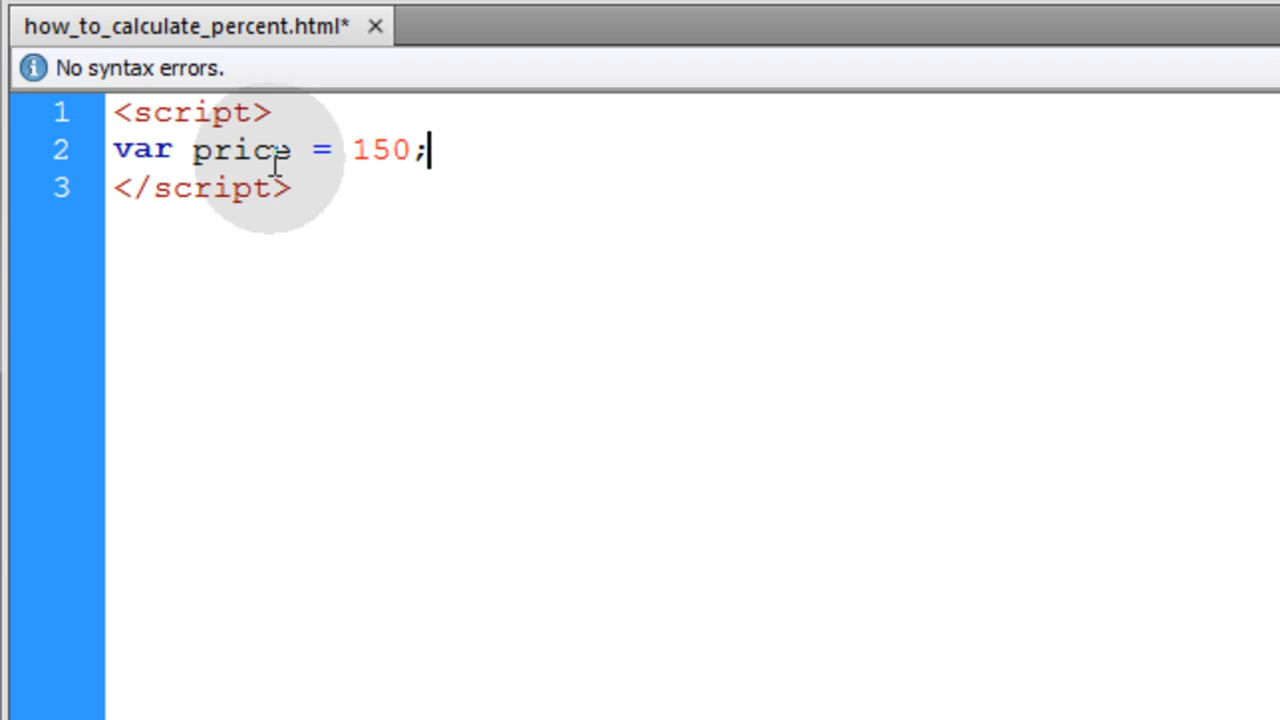 how_to_calculate_percent.html*
No syntax errors.
1 <script>
2 var price = 150;
3 </script>